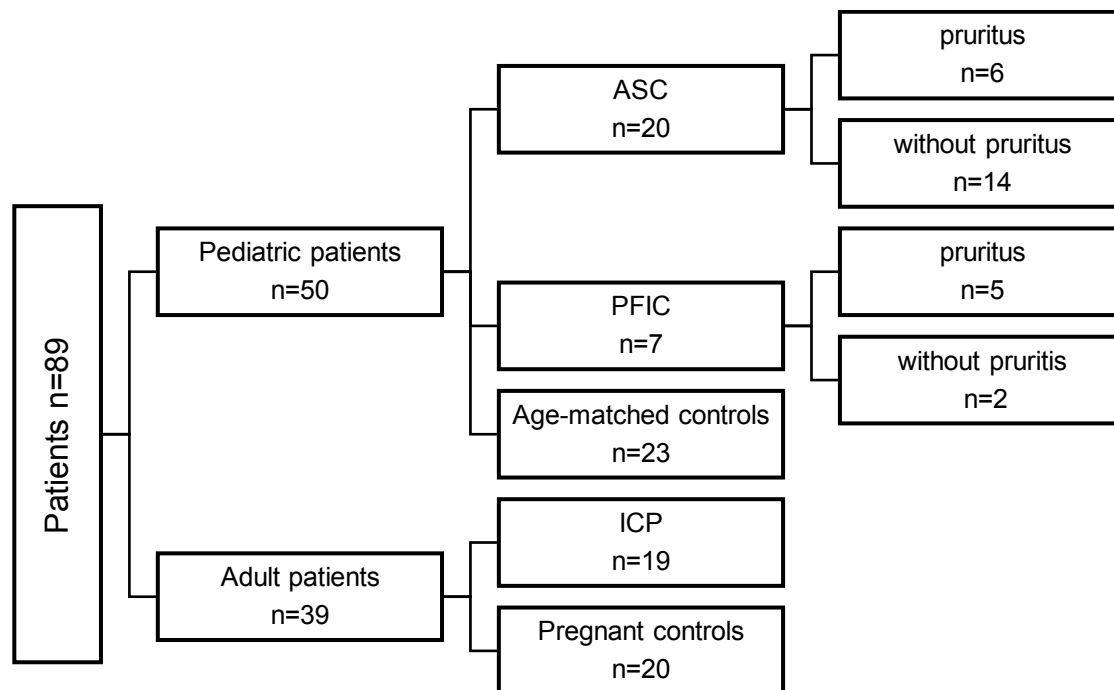 Patients n=89
Pediatric patients
n=50
ASC
n=20
pruritus
n=6
without pruritus
n=14
PFIC
n=7
pruritus
n=5
without pruritis
n=2
Age-matched controls
n=23
Adult patients
n=39
ICP
n=19
Pregnant controls
n=20